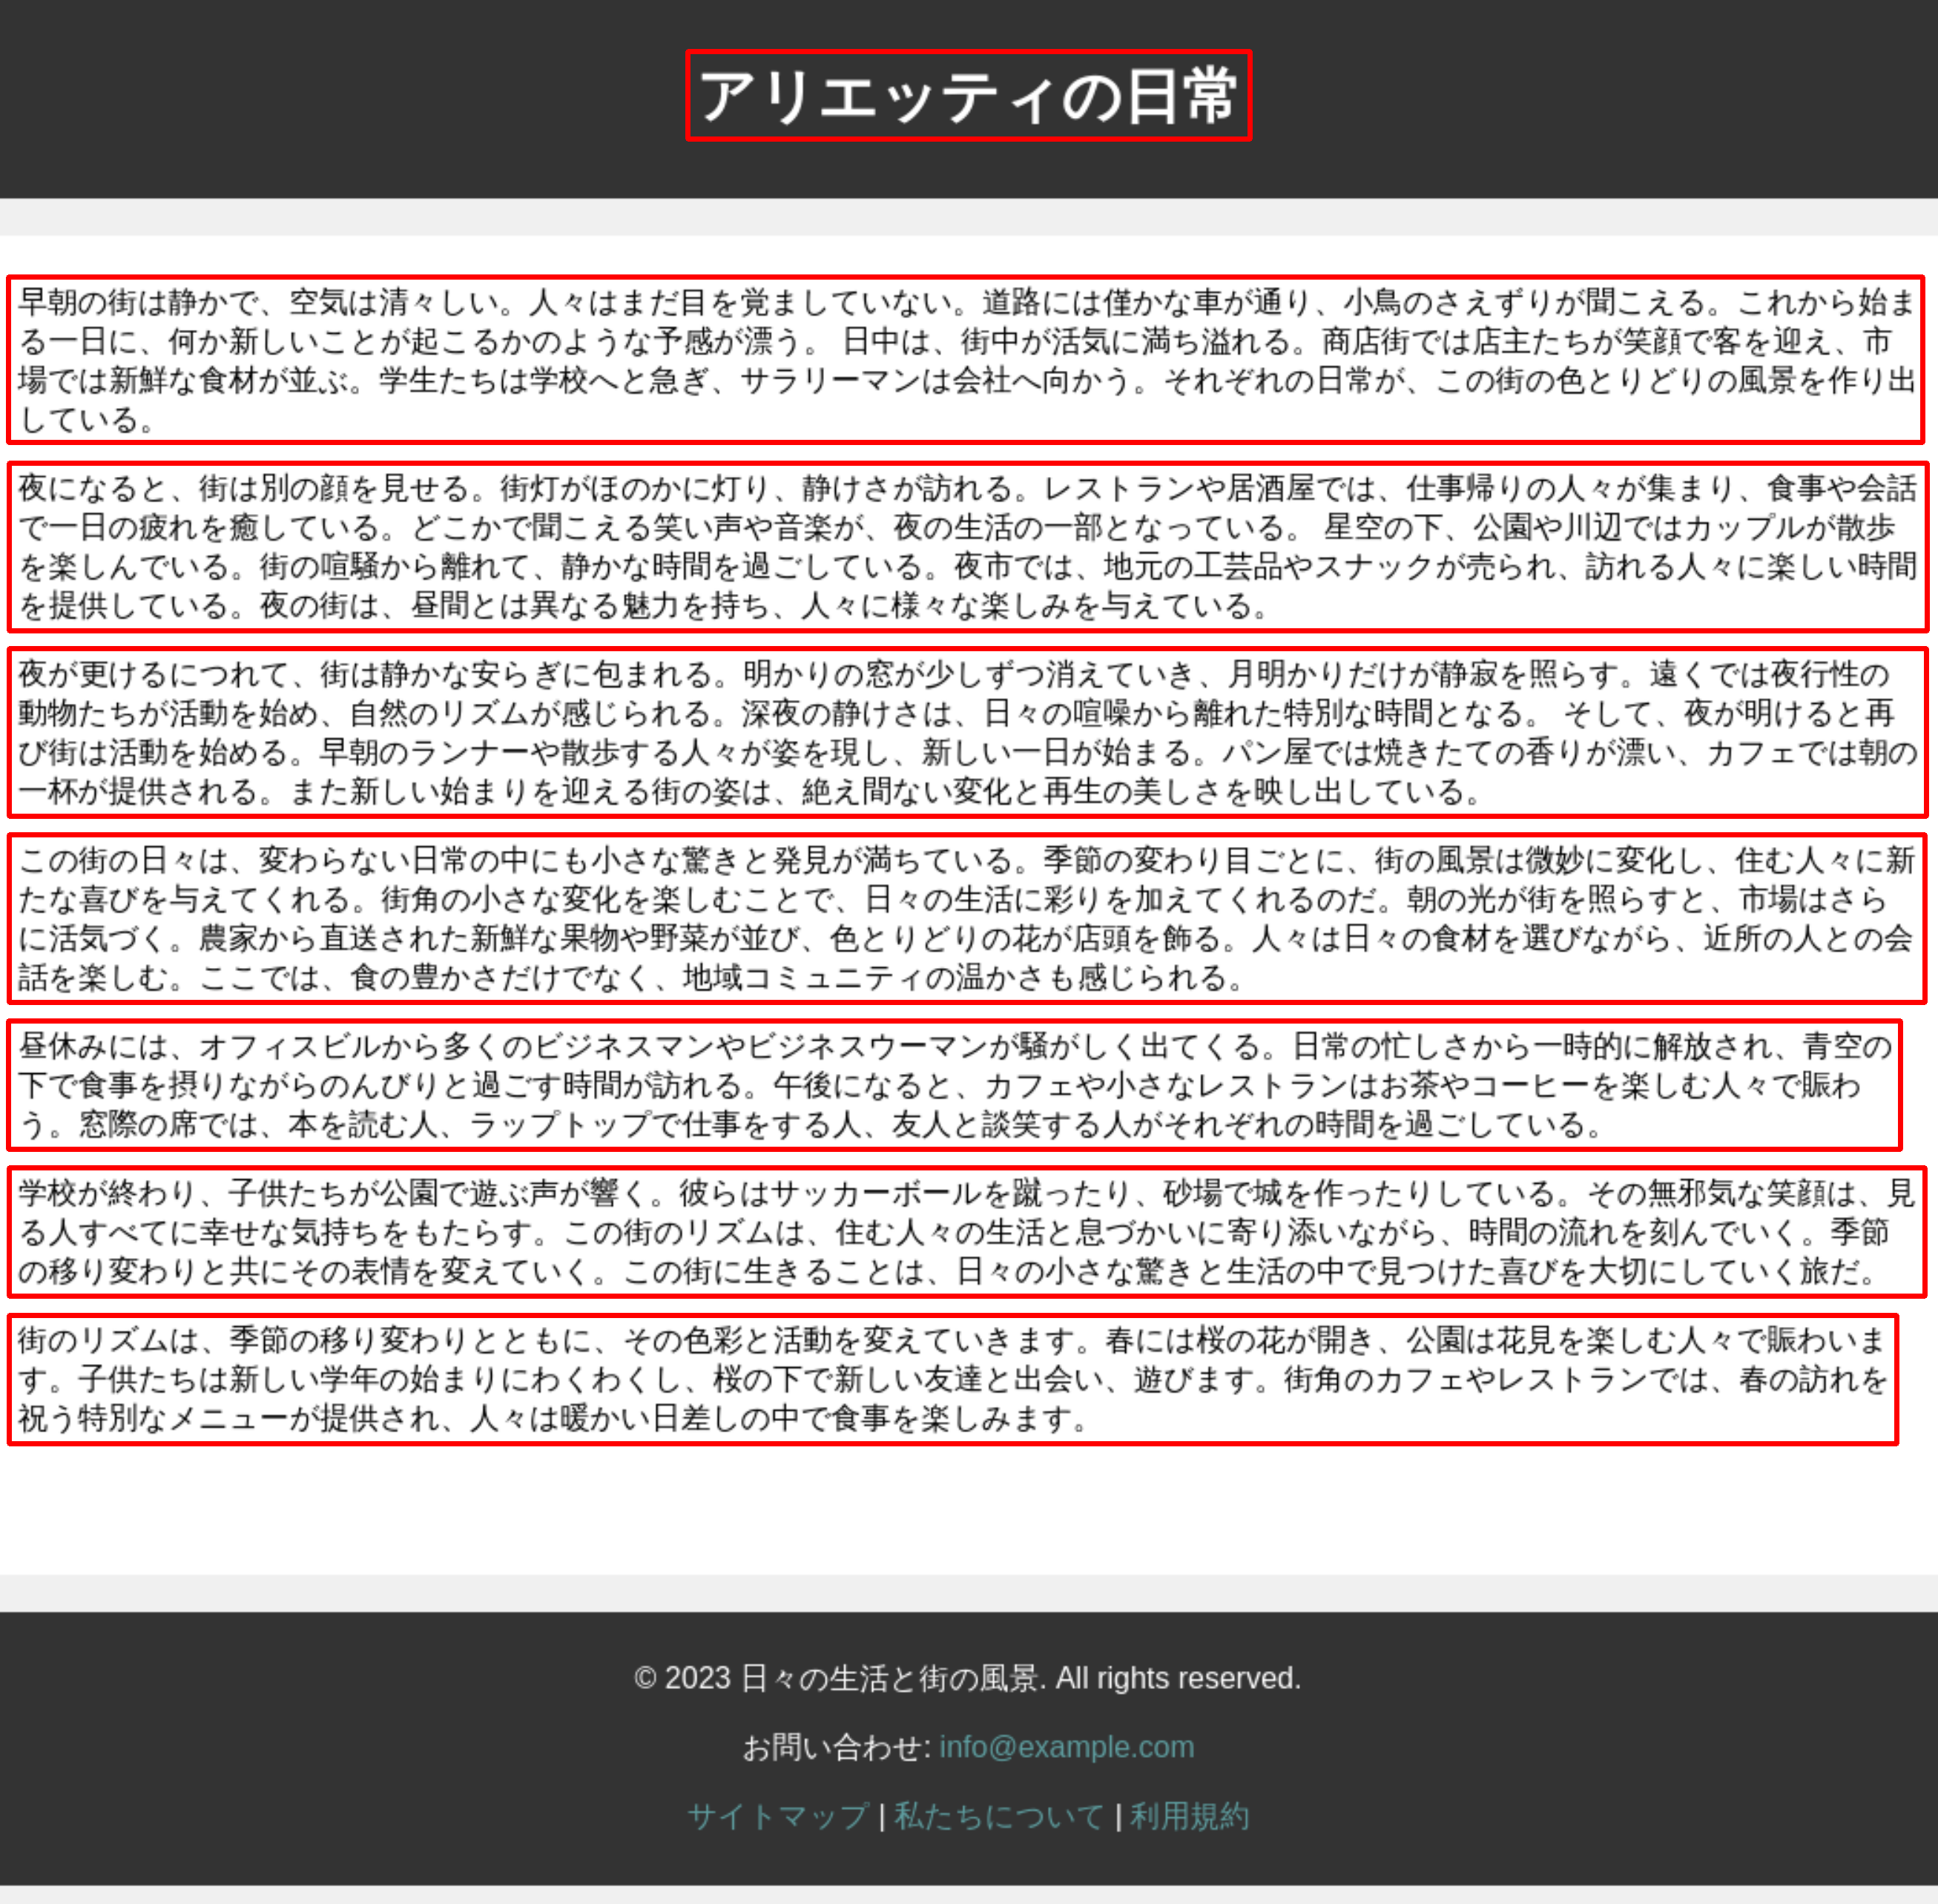 アリエッティの日常
早朝の街は静かで、空気は清々しい。人々はまだ目を覚ましていない。道路には僅かな車が通り、小鳥のさえずりが聞こえる。これから始ま
る一日に、何か新しいことが起こるかのような予感が漂う。 日中は、街中が活気に満ち溢れる。商店街では店主たちが笑顔で客を迎え、市
場では新鮮な食材が並ぶ。学生たちは学校へと急ぎ、サラリーマンは会社へ向かう。それぞれの日常が、この街の色とりどりの風景を作り出
している。
夜になると、街は別の顔を見せる。街灯がほのかに灯り、静けさが訪れる。レストランや居酒屋では、仕事帰りの人々が集まり、食事や会話
で一日の疲れを癒している。どこかで聞こえる笑い声や音楽が、夜の生活の一部となっている。 星空の下、公園や川辺ではカップルが散歩
を楽しんでいる。街の喧騒から離れて、静かな時間を過ごしている。夜市では、地元の工芸品やスナックが売られ、訪れる人々に楽しい時間
を提供している。夜の街は、昼間とは異なる魅力を持ち、人々に様々な楽しみを与えている。
夜が更けるにつれて、街は静かな安らぎに包まれる。明かりの窓が少しずつ消えていき、月明かりだけが静寂を照らす。遠くでは夜行性の
動物たちが活動を始め、自然のリズムが感じられる。深夜の静けさは、日々の喧噪から離れた特別な時間となる。 そして、夜が明けると再
び街は活動を始める。早朝のランナーや散歩する人々が姿を現し、新しい一日が始まる。パン屋では焼きたての香りが漂い、カフェでは朝の
一杯が提供される。また新しい始まりを迎える街の姿は、絶え間ない変化と再生の美しさを映し出している。
この街の日々は、変わらない日常の中にも小さな驚きと発見が満ちている。季節の変わり目ごとに、街の風景は微妙に変化し、住む人々に新
たな喜びを与えてくれる。街角の小さな変化を楽しむことで、日々の生活に彩りを加えてくれるのだ。朝の光が街を照らすと、市場はさら
に活気づく。農家から直送された新鮮な果物や野菜が並び、色とりどりの花が店頭を飾る。人々は日々の食材を選びながら、近所の人との会
話を楽しむ。ここでは、食の豊かさだけでなく、地域コミュニティの温かさも感じられる。
昼休みには、オフィスビルから多くのビジネスマンやビジネスウーマンが騒がしく出てくる。日常の忙しさから一時的に解放され、青空の
下で食事を摂りながらのんびりと過ごす時間が訪れる。午後になると、カフェや小さなレストランはお茶やコーヒーを楽しむ人々で賑わ
う。窓際の席では、本を読む人、ラップトップで仕事をする人、友人と談笑する人がそれぞれの時間を過ごしている。
学校が終わり、子供たちが公園で遊ぶ声が響く。彼らはサッカーボールを蹴ったり、砂場で城を作ったりしている。その無邪気な笑顔は、見
る人すべてに幸せな気持ちをもたらす。この街のリズムは、住む人々の生活と息づかいに寄り添いながら、時間の流れを刻んでいく。季節
の移り変わりと共にその表情を変えていく。この街に生きることは、日々の小さな驚きと生活の中で見つけた喜びを大切にしていく旅だ。
街のリズムは、季節の移り変わりとともに、その色彩と活動を変えていきます。春には桜の花が開き、公園は花見を楽しむ人々で賑わいま
す。子供たちは新しい学年の始まりにわくわくし、桜の下で新しい友達と出会い、遊びます。街角のカフェやレストランでは、春の訪れを
祝う特別なメニューが提供され、人々は暖かい日差しの中で食事を楽しみます。
© 2023 日々の生活と街の風景. All rights reserved.
お問い合わせ: info@example.com
サイトマップ | 私たちについて | 利用規約